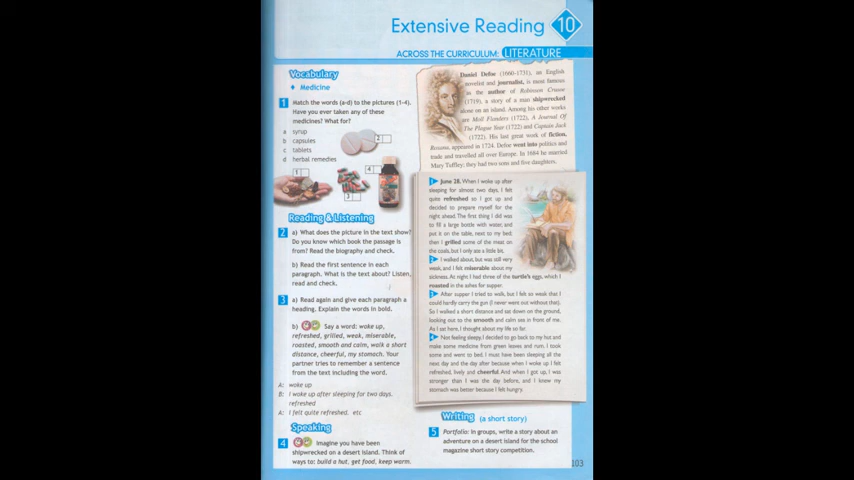 Extensive Reading 10
ACROSS THE CURRICULUM: LITERATURE
Vocabulary
Medicine
1 Match the words (a-d) to the pictures (1-4).
Have you ever taken any of these
medicines? What for?
a syrup
b capsules
c tablets
d herbal remedies
2
1
4
3
Reading & Listening
2 a) What does the picture in the text show?
Do you know which book the passage is
from? Read the biography and check.
b) Read the first sentence in each
paragraph. What is the text about? Listen,
read and check.
3 a) Read again and give each paragraph a
heading. Explain the words in bold.
b) Say a word: woke up,
refreshed, grilled, weak, miserable,
roasted, smooth and calm, walk a short
distance, cheerful, my stomach. Your
partner tries to remember a sentence
from the text including the word.
A: woke up
B: I woke up after sleeping for two days.
refreshed
A: I felt quite refreshed. etc
Speaking
4 Imagine you have been
shipwrecked on a desert island. Think of
ways to: build a hut, get food, keep warm.
Daniel Defoe (1660-1731), an English
novelist and journalist, is most famous
as the author of Robinson Crusoe
(1719), a story of a man shipwrecked
alone on an island. Among his other works
are Moll Flanders (1722), A Journal Of
The Plague Year (1722) and Captain Jack
(1722). His last great work of fiction,
Roxana, appeared in 1724. Defoe went into politics and
trade and travelled all over Europe. In 1684 he married
Mary Tuffley; they had two sons and five daughters.
1 June 28. When I woke up after
sleeping for almost two days, I felt
quite refreshed so I got up and
decided to prepare myself for the
night ahead. The first thing I did was
to fill a large bottle with water, and
put it on the table, next to my bed;
then I grilled some of the meat on
the coals, but I only ate a little bit.
2 I walked about, but was still very
weak, and I felt miserable about my
sickness. At night I had three of the turtle's eggs, which I
roasted in the ashes for supper.
3 After supper I tried to walk, but I felt so weak that I
could hardly carry the gun (I never went out without that).
So I walked a short distance and sat down on the ground,
looking out to the smooth and calm sea in front of me.
As I sat here, I thought about my life so far.
4 Not feeling sleepy, I decided to go back to my hut and
make some medicine from green leaves and rum. I took
some and went to bed. I must have been sleeping all the
next day and the day after because when I woke up I felt
refreshed, lively and cheerful. And when I got up, I was
stronger than I was the day before, and I knew my
stomach was better because I felt hungry.
Writing (a short story)
5 Portfolio: In groups, write a story about an
adventure on a desert island for the school
magazine short story competition.
103